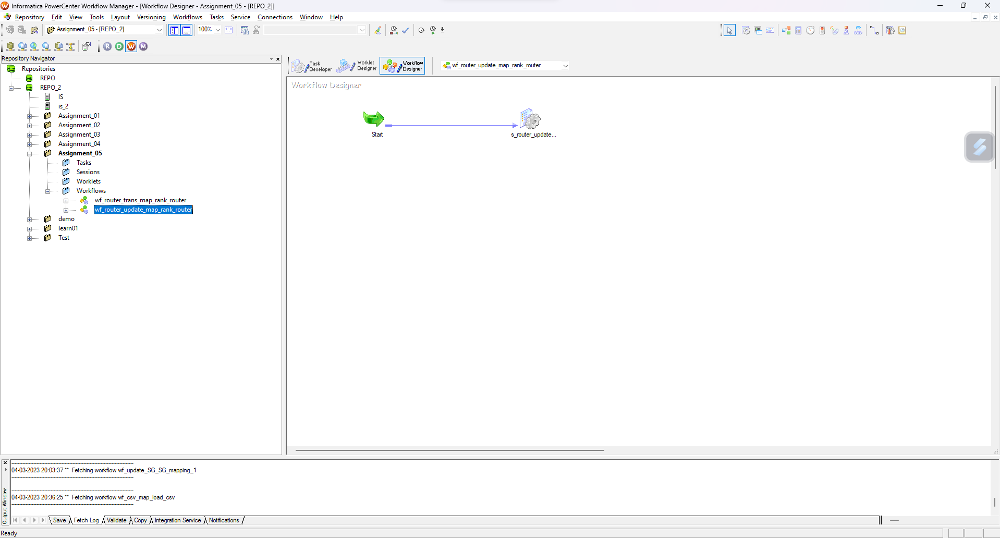 Informatica PowerCenter Workflow Manager - [Workflow Designer - Assignment_05 - [REPO_2]]
Repository Edit View Tools Layout Versioning Workflows Tasks Service Connections Window Help
Assignment_05 - [REPO_2]
100%
R D W M
Repository Navigator
Repositories
REPO
REPO_2
IS
is_2
Assignment_01
Assignment_02
Assignment_03
Assignment_04
Assignment_05
Tasks
Sessions
Worklets
Workflows
wf_router_trans_map_rank_router
wf_router_update_map_rank_router
demo
learn01
Test
Task Developer
Worklet Designer
Workflow Designer
wf_router_update_map_rank_router
Workflow Designer
Start
s_router_update...
04-03-2023 20:03:37 ** Fetching workflow wf_update_SG_SG_mapping_1
04-03-2023 20:36:25 ** Fetching workflow wf_csv_map_load_csv
Output Window
Save Fetch Log Validate Copy Integration Service Notifications
Ready